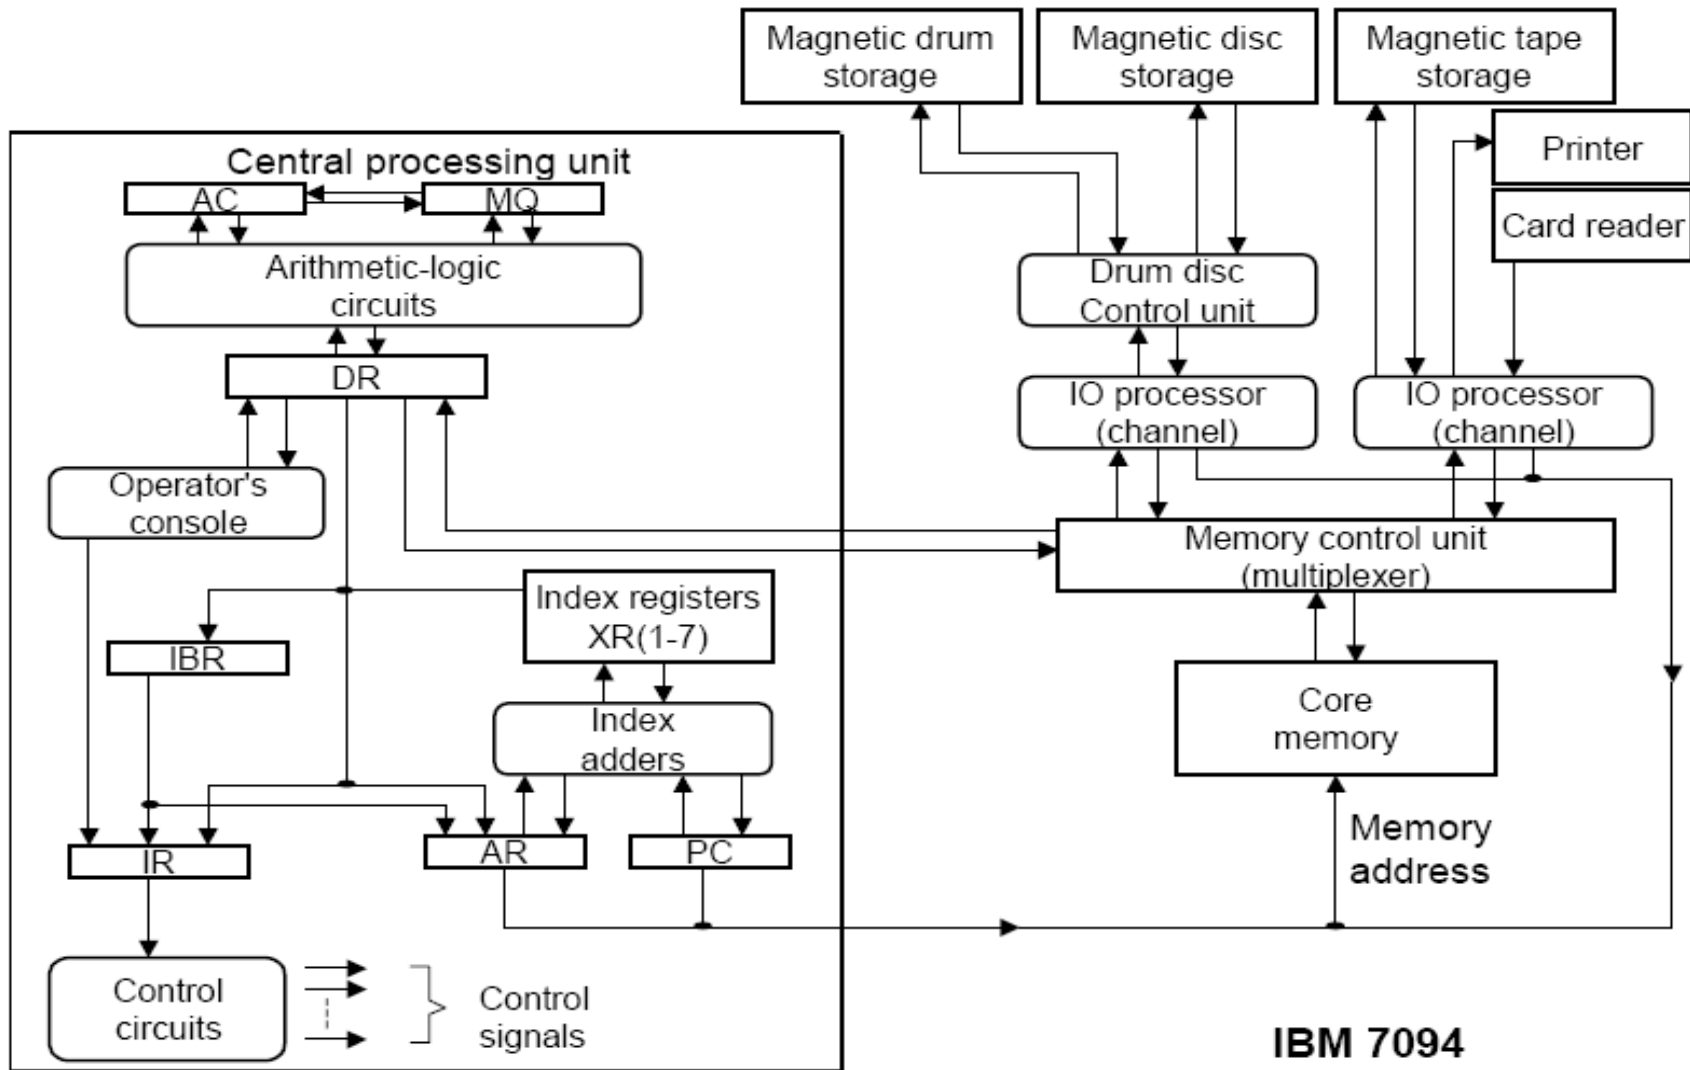 Magnetic drum
storage
Magnetic disc
storage
Magnetic tape
storage
Printer
Card reader
Central processing unit
AC
MQ
Arithmetic-logic
circuits
DR
Operator's
console
Drum disc
Control unit
IO processor
(channel)
IO processor
(channel)
Memory control unit
(multiplexer)
Index registers
XR(1-7)
IBR
Index
adders
Core
memory
IR
AR
PC
Memory
address
Control
circuits
Control
signals
IBM 7094